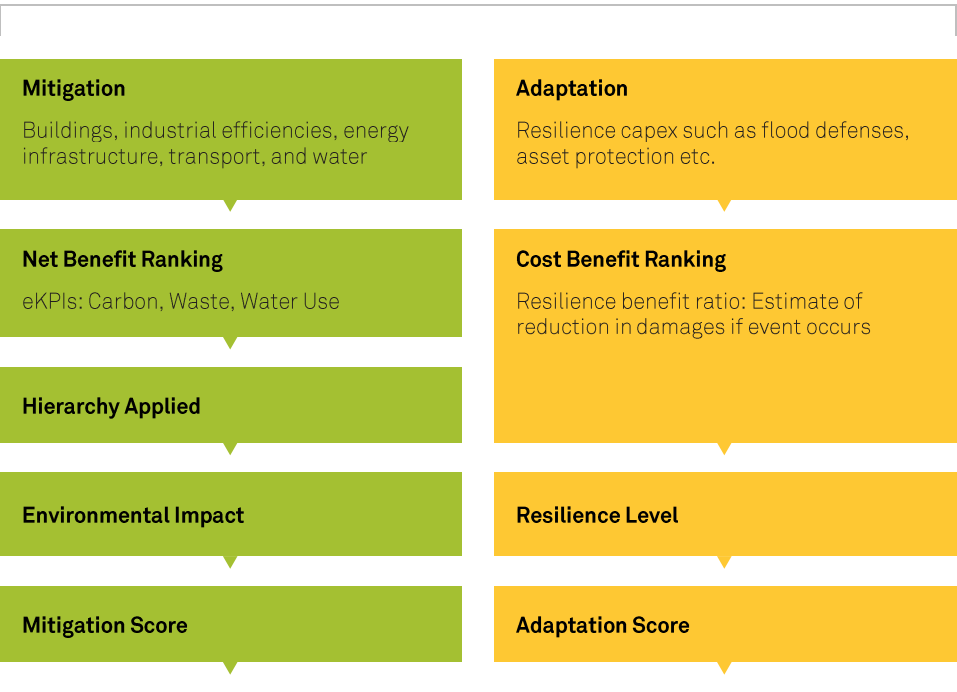 Mitigation
Buildings, industrial efficiencies, energy
infrastructure, transport, and water
Net Benefit Ranking
eKPIs: Carbon, Waste, Water Use
Hierarchy Applied
Environmental Impact
Mitigation Score
Adaptation
Resilience capex such as flood defenses,
asset protection etc.
Cost Benefit Ranking
Resilience benefit ratio: Estimate of
reduction in damages if event occurs
Resilience Level
Adaptation Score